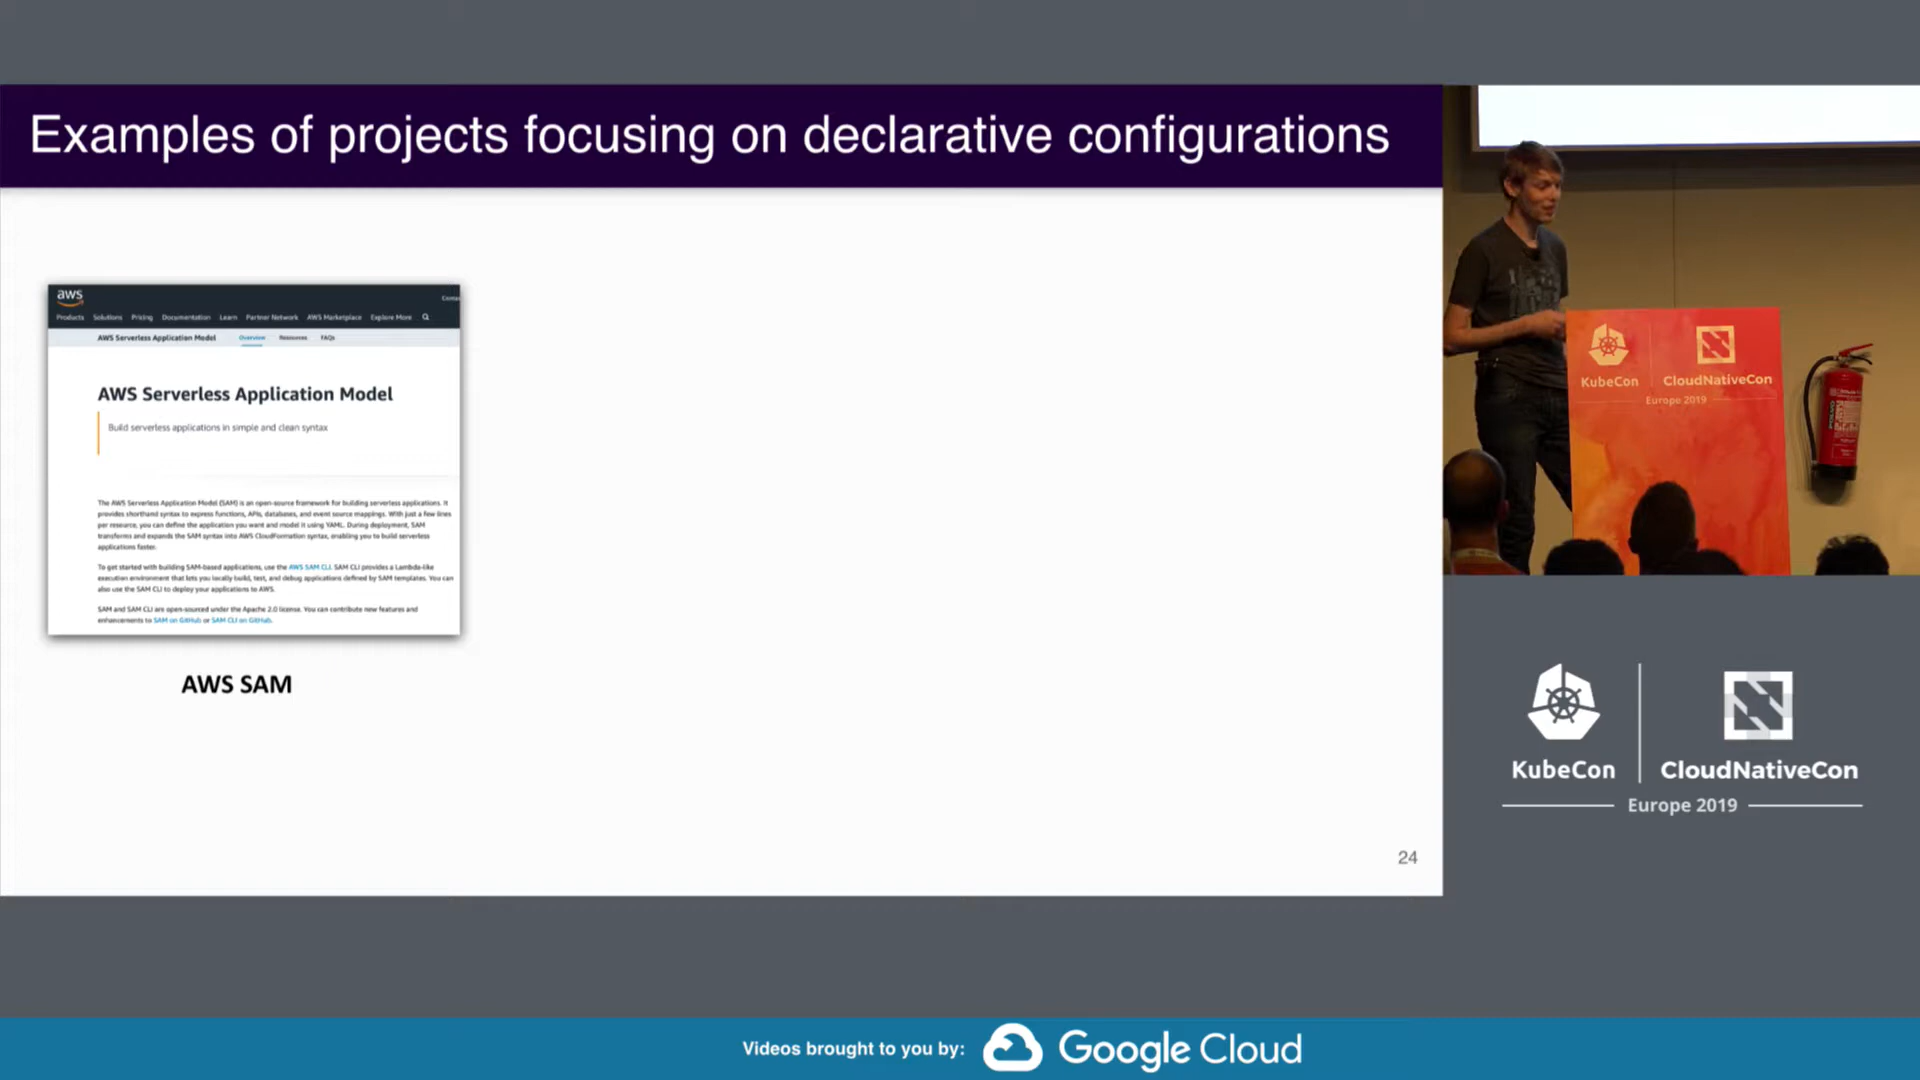 Examples of projects focusing on declarative configurations
aws
Products Solutions Pricing Documentation Learn Partner Network AWS Marketplace Explore More
AWS Serverless Application Model Overview Resources FAQs
AWS Serverless Application Model
Build serverless applications in simple and clean syntax
The AWS Serverless Application Model (SAM) is an open-source framework for building serverless applications. It
provides shorthand syntax to express functions, APIs, databases, and event source mappings. With just a few lines
per resource, you can define the application you want and model it using YAML. During deployment, SAM
transforms and expands the SAM syntax into AWS CloudFormation syntax, enabling you to build serverless
applications faster.
To get started with building SAM-based applications, use the AWS SAM CLI. SAM CLI provides a Lambda-like
execution environment that lets you locally build, test, and debug applications defined by SAM templates. You can
also use the SAM CLI to deploy your applications to AWS.
SAM and SAM CLI are open-sourced under the Apache 2.0 license. You can contribute new features and
enhancements to SAM on GitHub or SAM CLI on GitHub.
AWS SAM
24
KubeCon CloudNativeCon
Europe 2019
KubeCon CloudNativeCon
Europe 2019
Videos brought to you by: Google Cloud